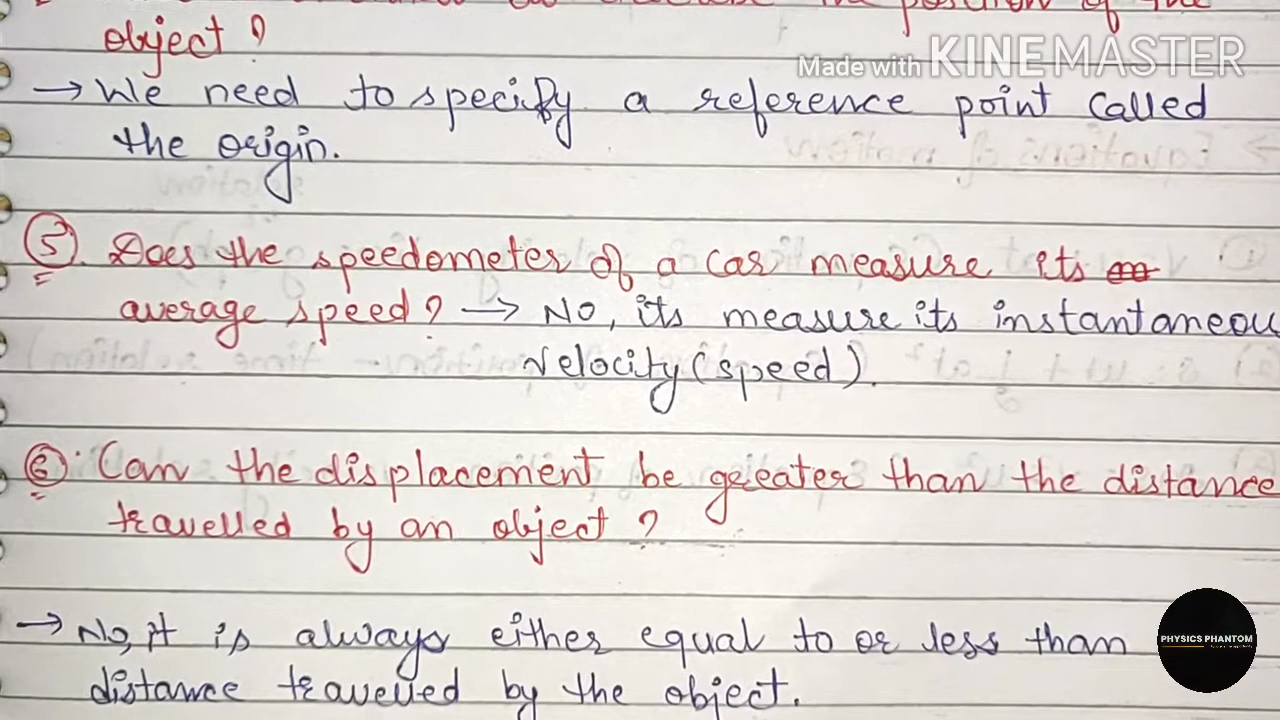 position of the
object ?
Made with KINEMASTER
→ We need to specify a reference point called
the origin.
5. Does the speedometer of a car measure its
average speed ? → No, its measure its instantaneou
velocity (speed).
6. Can the displacement be greater than the distance
travelled by an object ?
→ No, it is always either equal to or less than
distance travelled by the object.
PHYSICS PHANTOM